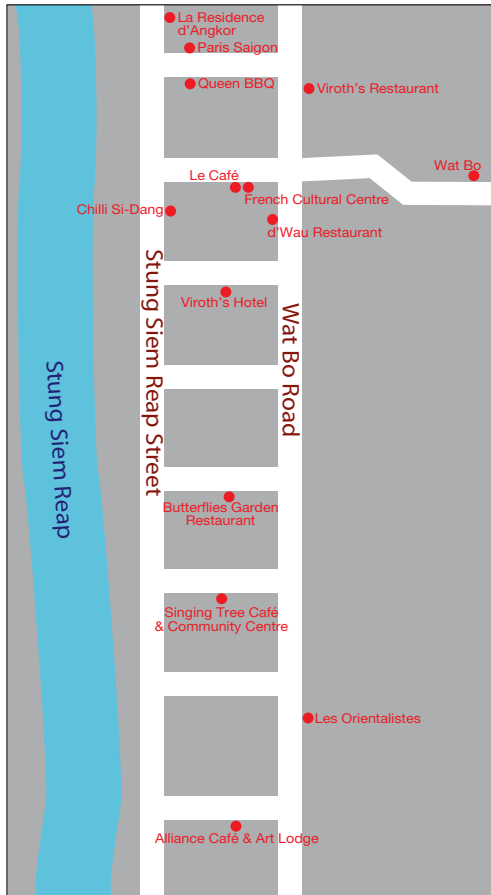 La Residence
d'Angkor
Paris Saigon
Queen BBQ
Viroth's Restaurant
Wat Bo
Le Café
French Cultural Centre
Chilli Si-Dang
d'Wau Restaurant
Stung Siem Reap Street
Viroth's Hotel
Wat Bo Road
Stung Siem Reap
Butterflies Garden
Restaurant
Singing Tree Café
& Community Centre
Les Orientalistes
Alliance Café & Art Lodge